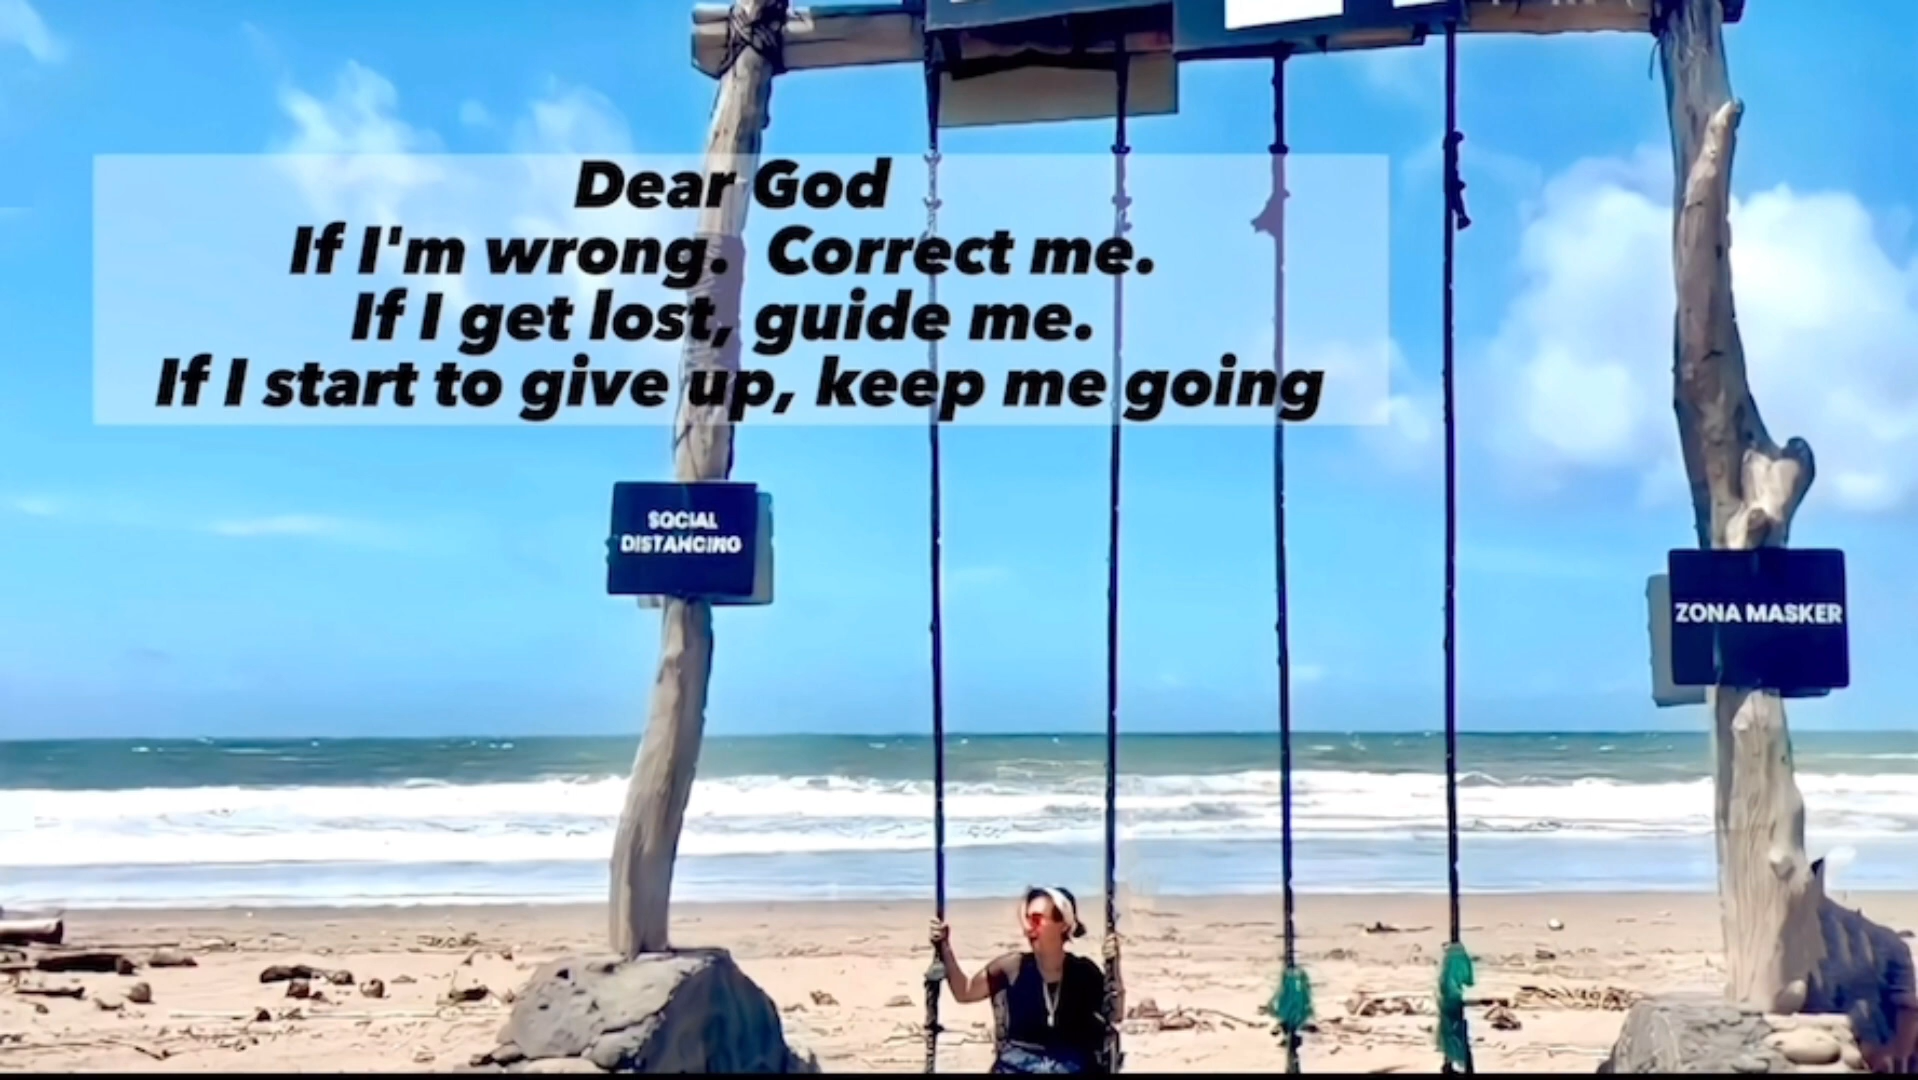 Dear God
If I'm wrong.  Correct me.
If I get lost, guide me.
If I start to give up, keep me going
SOCIAL
DISTANCING
ZONA MASKER